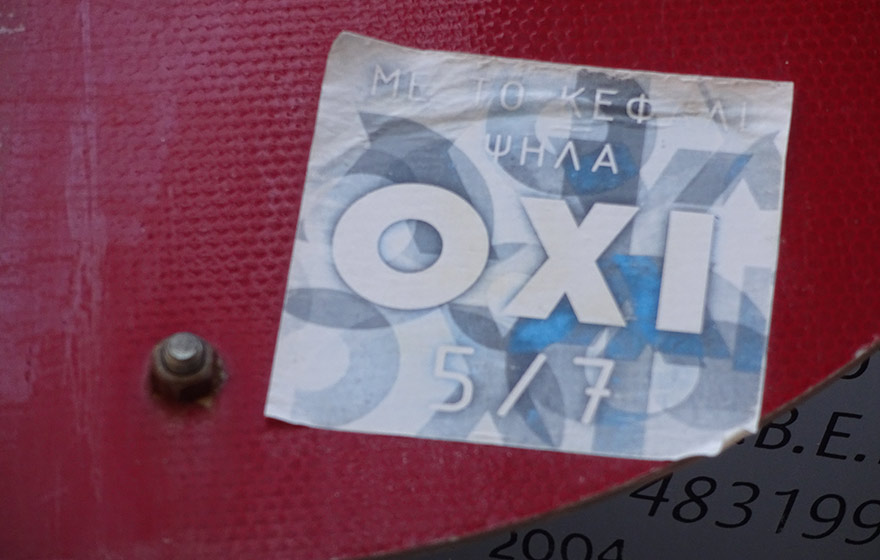 ΜΕ ΤΟ ΚΕΦΑΛΙ
ΨΗΛΑ
ΟΧΙ
5/7
.Β.Ε.
483199
2004